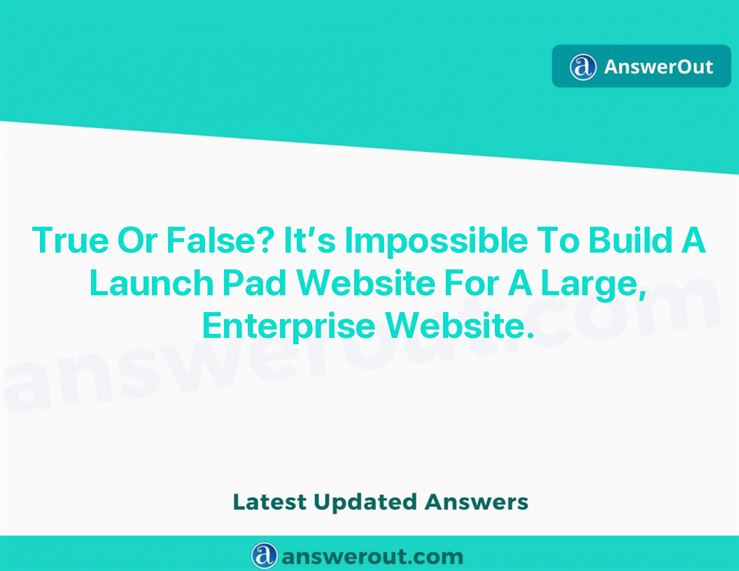 AnswerOut
True Or False? It's Impossible To Build A
Launch Pad Website For A Large,
Enterprise Website.
answerout.com
Latest Updated Answers
answerout.com